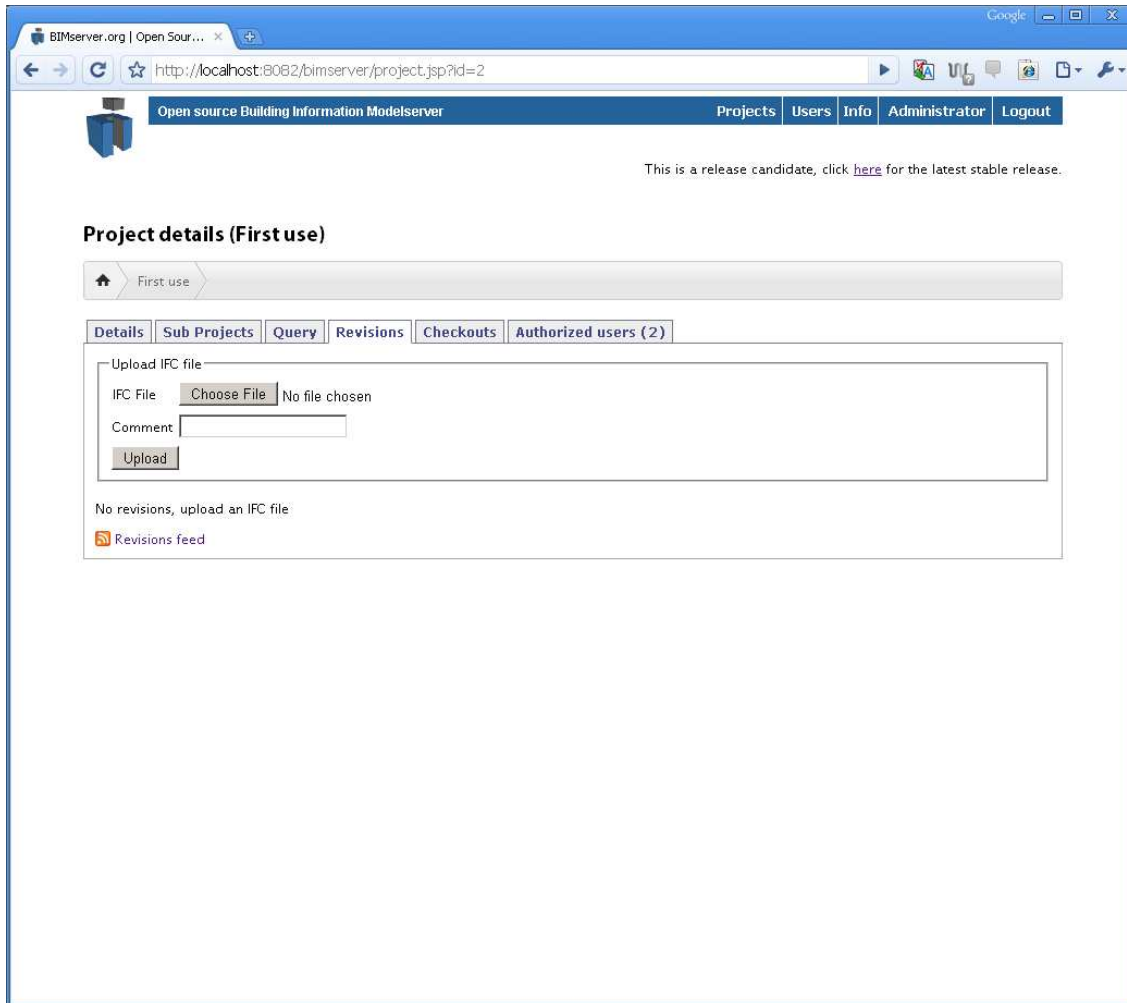 Google
BIMserver.org | Open Sour...
http://localhost:8082/bimserver/project.jsp?id=2
Open source Building Information Modelserver
Projects Users Info Administrator Logout
This is a release candidate, click here for the latest stable release.
Project details (First use)
First use
Details Sub Projects Query Revisions Checkouts Authorized users (2)
Upload IFC file
IFC File Choose File No file chosen
Comment
Upload
No revisions, upload an IFC file
Revisions feed